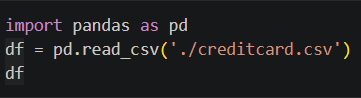 import pandas as pd
df = pd.read_csv('./creditcard.csv')
df